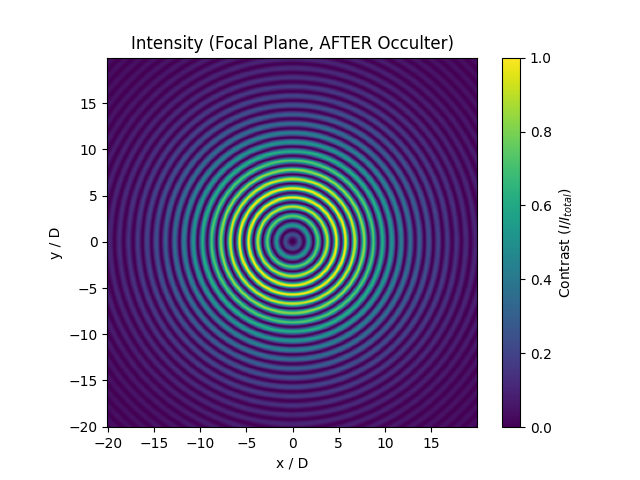 Intensity (Focal Plane, AFTER Occulter)
15
10
5
0
−5
−10
−15
−20
y / D
−20 −15 −10 −5 0 5 10 15
x / D
1.0
0.8
0.6
0.4
0.2
0.0
Contrast (I/I_total)